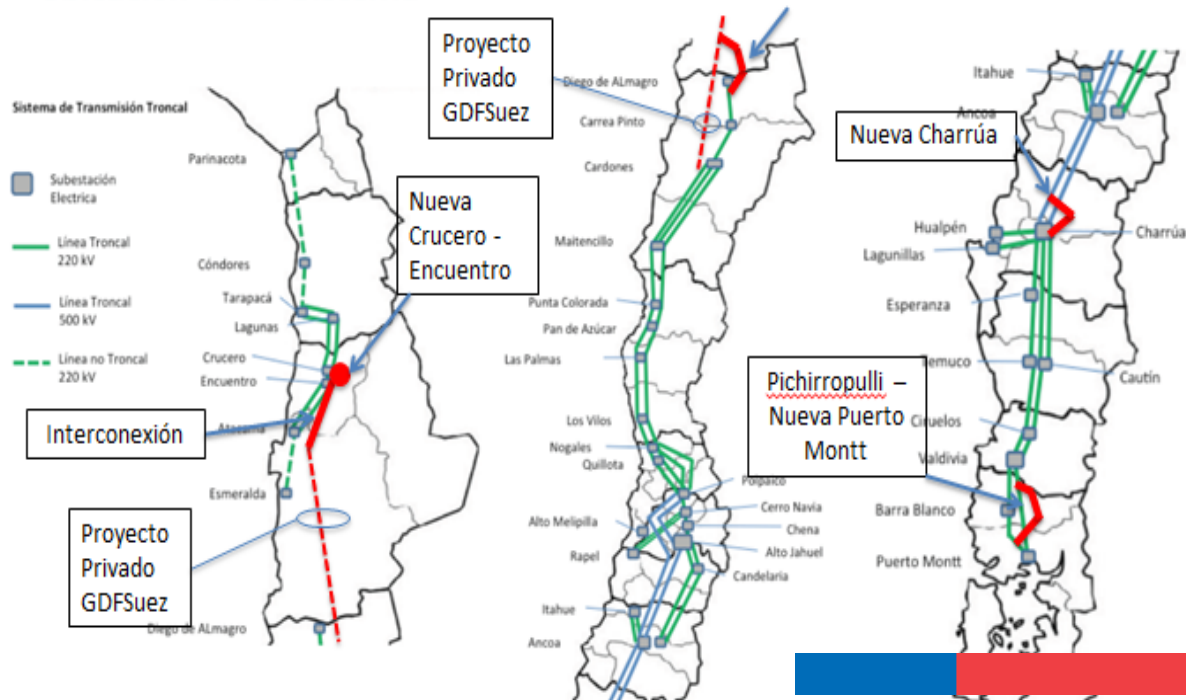 Sistema de Transmisión Troncal
Subestación
Electrica
Línea Troncal
220 kV
Línea Troncal
500 kV
Línea no Troncal
220 kV
Parinacota
Cóndores
Tarapacá
Lagunas
Crucero
Encuentro
Atacama
Esmeralda
Diego de ALmagro
Nueva
Crucero -
Encuentro
Interconexión
Proyecto
Privado
GDFSuez
Proyecto
Privado
GDFSuez
Diego de ALmagro
Carrea Pinto
Cardones
Maitencillo
Punta Colorada
Pan de Azúcar
Las Palmas
Los Vilos
Nogales
Quillota
Polpaico
Cerro Navia
Chena
Alto Melipilla
Alto Jahuel
Rapel
Candelaria
Itahue
Ancoa
Itahue
Ancoa
Nueva Charrúa
Hualpén
Charrúa
Lagunillas
Esperanza
Temuco
Cautín
Pichirropulli –
Nueva Puerto
Montt
Ciruelos
Valdivia
Barra Blanco
Puerto Montt